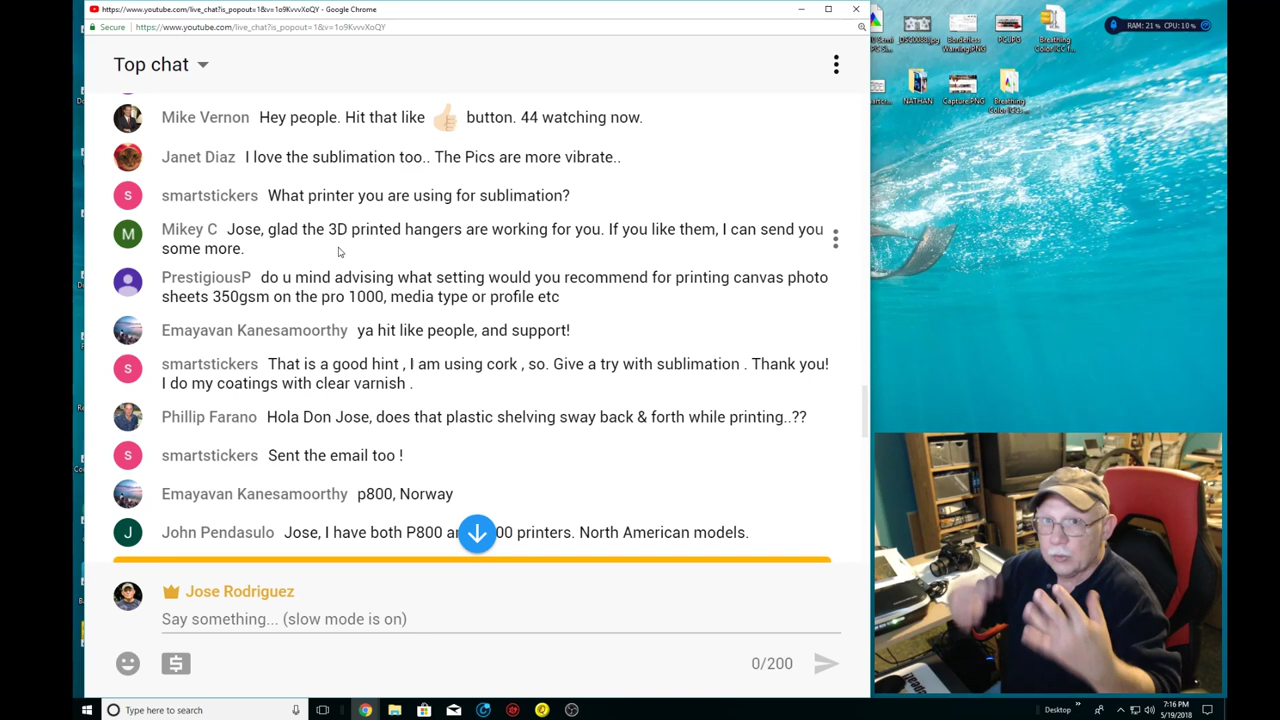 https://www.youtube.com/live_chat?is_popout=1&v=1o9KvvvXoQY - Google Chrome
Secure https://www.youtube.com/live_chat?is_popout=1&v=1o9KvvvXoQY
RAM: 21% CPU: 10%
Top chat
NATHAN Capture.PNG
Mike Vernon Hey people. Hit that like button. 44 watching now.
Janet Diaz I love the sublimation too.. The Pics are more vibrate..
smartstickers What printer you are using for sublimation?
Mikey C Jose, glad the 3D printed hangers are working for you. If you like them, I can send you
some more.
PrestigiousP do u mind advising what setting would you recommend for printing canvas photo
sheets 350gsm on the pro 1000, media type or profile etc
Emayavan Kanesamoorthy ya hit like people, and support!
smartstickers That is a good hint , I am using cork , so. Give a try with sublimation . Thank you!
I do my coatings with clear varnish .
Phillip Farano Hola Don Jose, does that plastic shelving sway back & forth while printing..??
smartstickers Sent the email too !
Emayavan Kanesamoorthy p800, Norway
John Pendasulo Jose, I have both P800 printers. North American models.
Jose Rodriguez
Say something... (slow mode is on)
0/200
Type here to search
Desktop
7:16 PM
5/19/2018